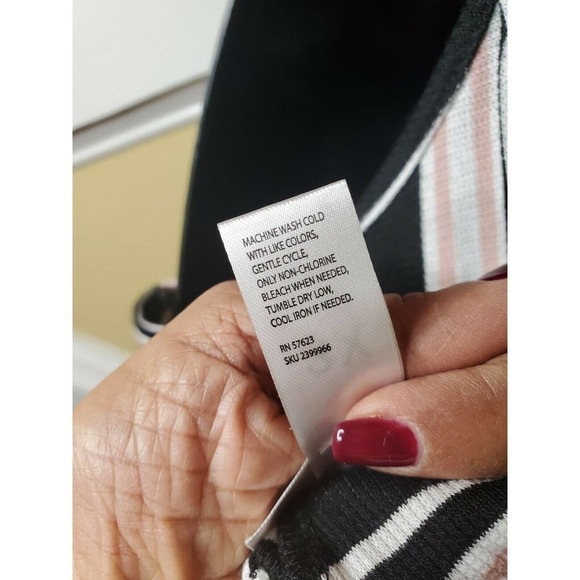 MACHINE WASH COLD
WITH LIKE COLORS,
GENTLE CYCLE,
ONLY NON-CHLORINE
BLEACH WHEN NEEDED,
TUMBLE DRY LOW,
COOL IRON IF NEEDED.
RN 57623
SKU 2399966